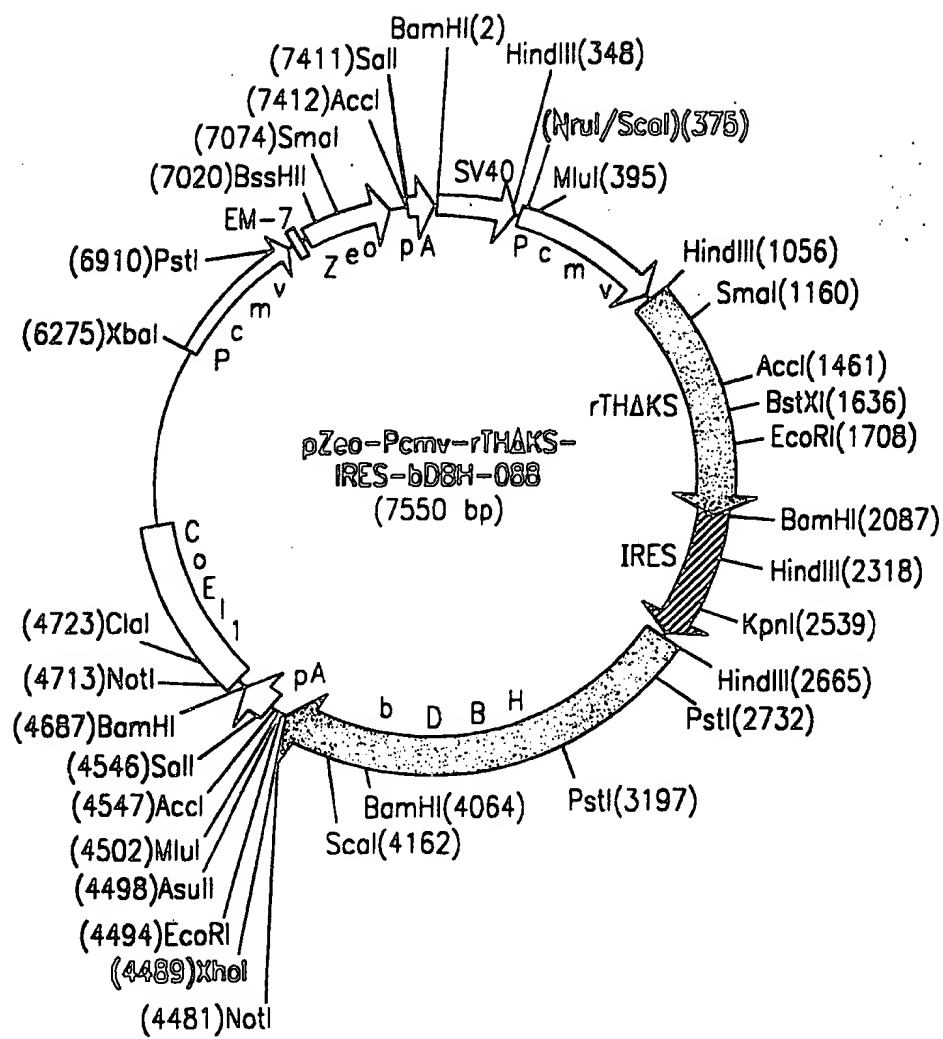 BamHI(2)
(7411)SalI
HindIII(348)
(7412)AccI
(NruI/ScaI)(375)
(7074)SmaI
SV40
MluI(395)
(7020)BssHII
EM-7
Zeo
pA
Pcmv
(6910)PstI
HindIII(1056)
SmaI(1160)
Pcmv
(6275)XbaI
AccI(1461)
rTHΔKS
BstXI(1636)
EcoRI(1708)
pZeo-Pcmv-rTHΔKS-
IRES-bDBH-088
(7550 bp)
BamHI(2087)
IRES
HindIII(2318)
CoEl1
KpnI(2539)
(4723)ClaI
HindIII(2665)
(4713)NotI
pA
bDBH
PstI(2732)
(4687)BamHI
(4546)SalI
(4547)AccI
BamHI(4064)
PstI(3197)
ScaI(4162)
(4502)MluI
(4498)AsuII
(4494)EcoRI
(4489)XhoI
(4481)NotI